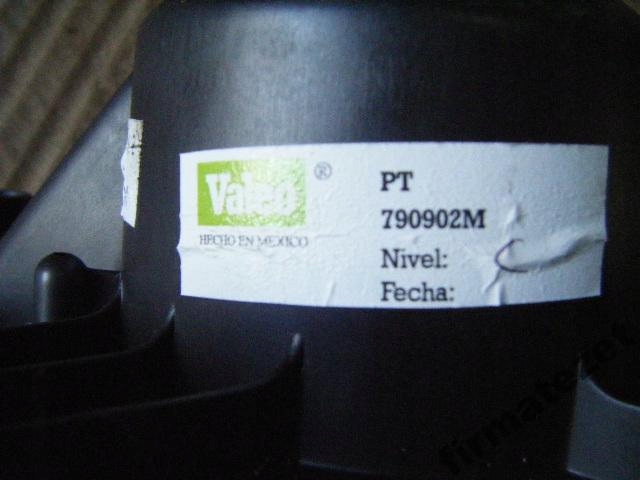 Valeo ®
HECHO EN MEXICO
PT
790902M
Nivel: C
Fecha: